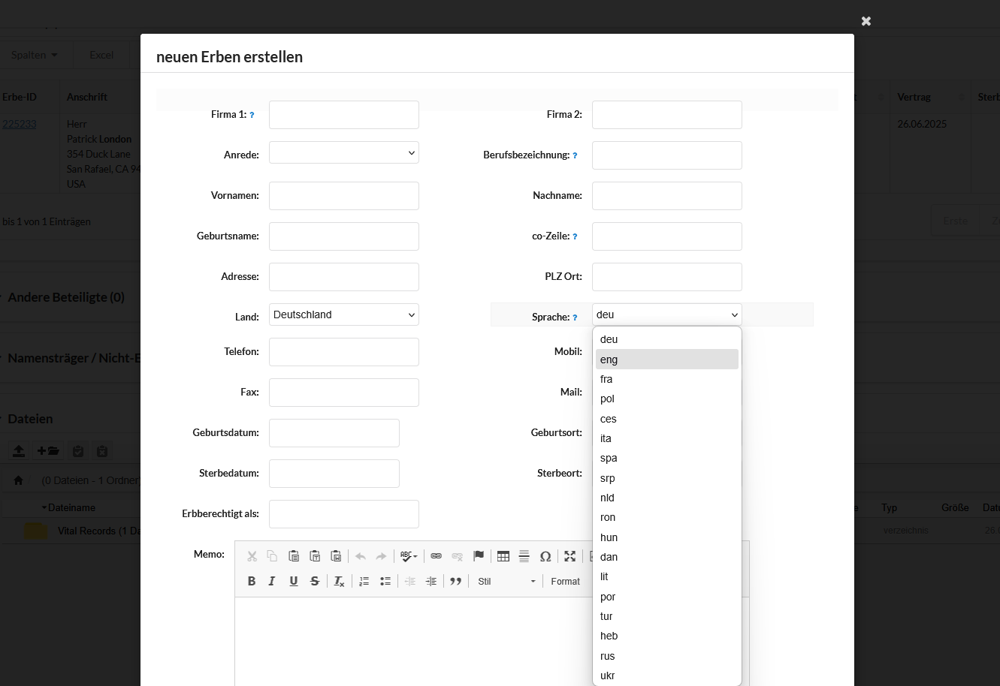 neuen Erben erstellen
Spalten
Excel
Erbe-ID
Anschrift
Vertrag
Sterb
225233
Herr
Patrick London
354 Duck Lane
San Rafael, CA 94
USA
26.06.2025
bis 1 von 1 Einträgen
Erste
Andere Beteiligte (0)
Namensträger / Nicht-E
Dateien
(0 Dateien - 1 Ordner)
Dateiname
Typ
Größe
Datu
Vital Records (1 Da
verzeichnis
26
Firma 1: ?
Firma 2:
Anrede:
Berufsbezeichnung: ?
Vornamen:
Nachname:
Geburtsname:
co-Zeile: ?
Adresse:
PLZ Ort:
Land:
Deutschland
Sprache: ?
deu
Telefon:
Mobil:
Fax:
Mail:
Geburtsdatum:
Geburtsort:
Sterbedatum:
Sterbeort:
Erbberechtigt als:
Memo:
ABC
Ω
B I U S Tx
Stil
Format
deu
eng
fra
pol
ces
ita
spa
srp
nld
ron
hun
dan
lit
por
tur
heb
rus
ukr